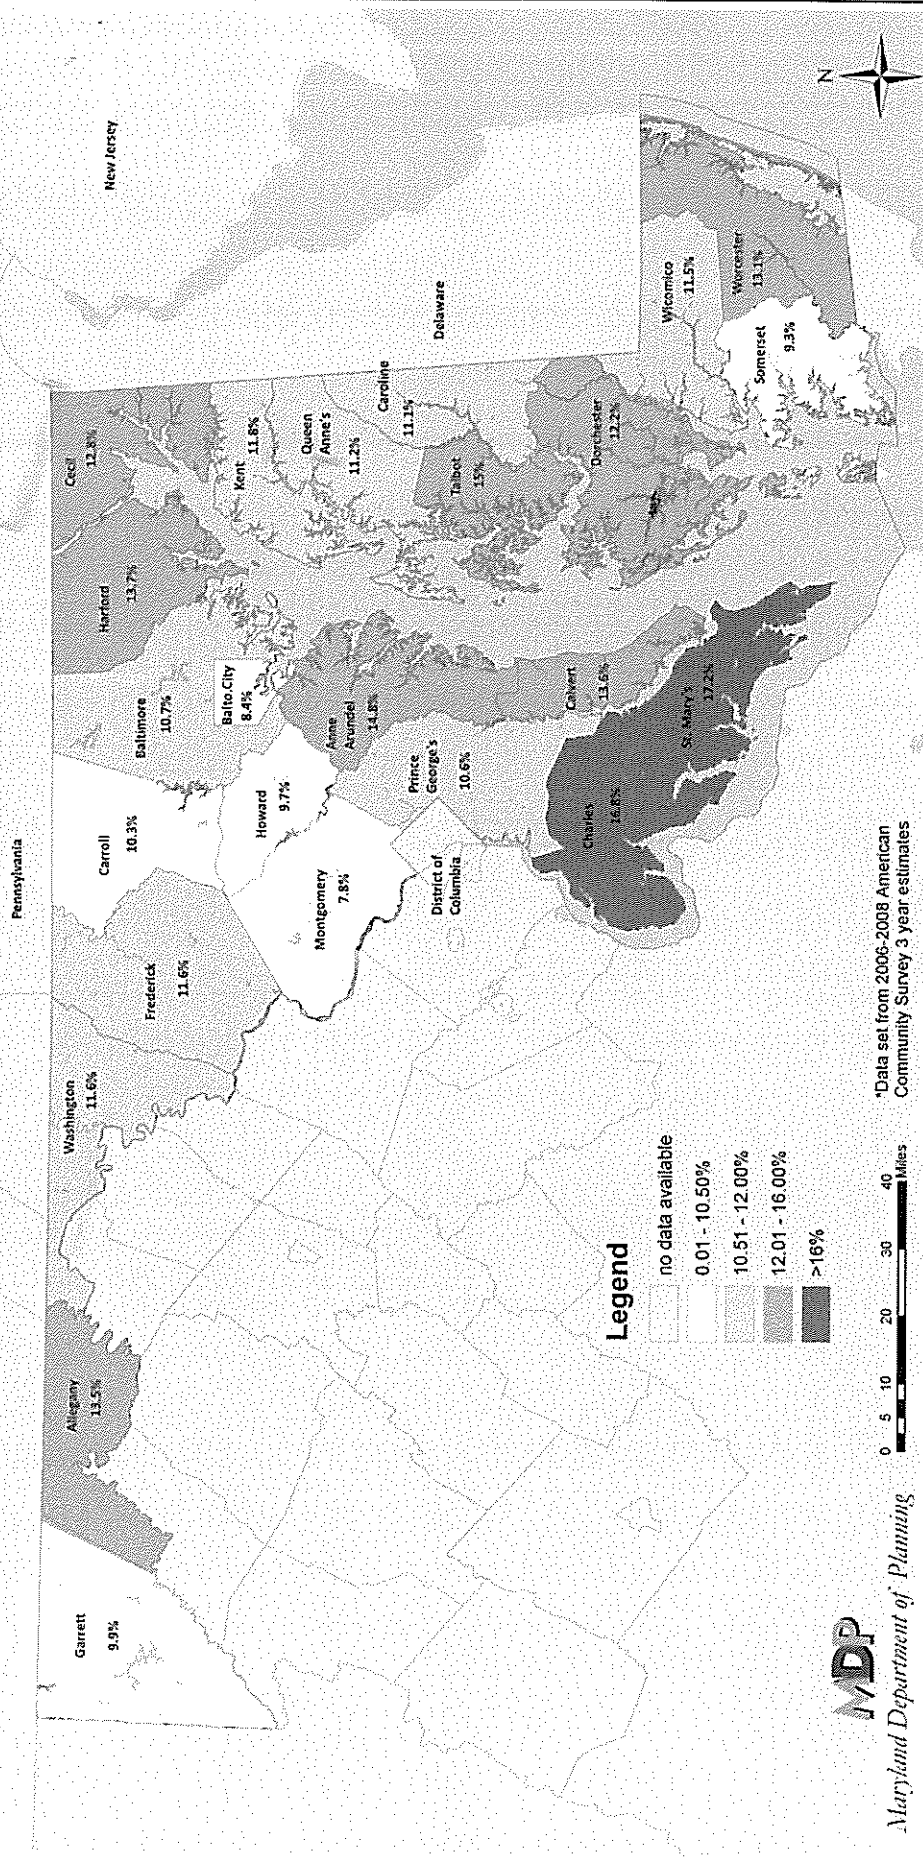 Pennsylvania
New Jersey
Delaware
District of
Columbia
Garrett
9.9%
Allegany
13.5%
Washington
11.6%
Frederick
11.6%
Carroll
10.3%
Baltimore
10.7%
Balto.City
8.4%
Harford
13.7%
Cecil
Kent
11.8%
Queen
Anne's
11.2%
Caroline
11.1%
Talbot
15%
Dorchester
12.2%
Wicomico
11.5%
Worcester
13.1%
Somerset
9.3%
Howard
9.7%
Montgomery
7.8%
Anne
Arundel
14.8%
Prince
George's
10.6%
Calvert
13.6%
Charles
16.8%
St. Mary's
17.2%
N
Legend
no data available
0.01 - 10.50%
10.51 - 12.00%
12.01 - 16.00%
>16%
0 5 10 20 30 40
Miles
*Data set from 2006-2008 American
Community Survey 3 year estimates
MDP
Maryland Department of Planning